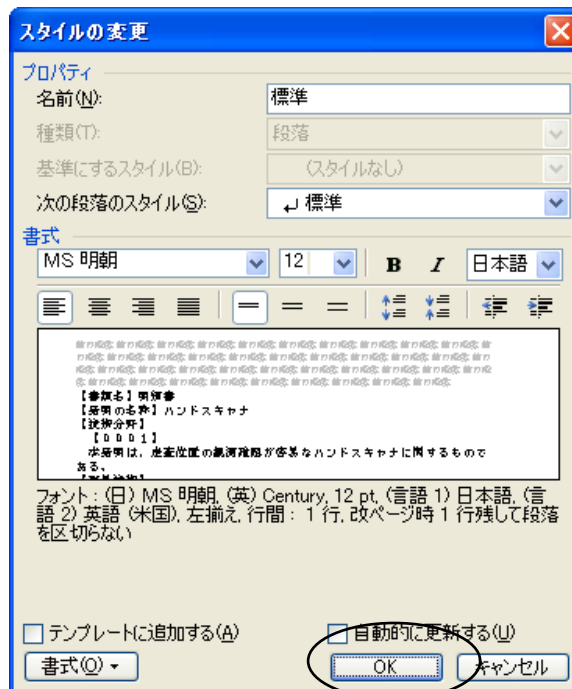 スタイルの変更
プロパティ
名前(N): 標準
種類(T): 段落
基準にするスタイル(B): (スタイルなし)
次の段落のスタイル(S): ↵ 標準
書式
MS 明朝 12 B I 日本語
【書類名】明細書
【発明の名称】ハンドスキャナ
【技術分野】
【０００１】
本発明は、走査位置の観測確認が容易なハンドスキャナに関するもので
ある。
フォント : (日) MS 明朝, (英) Century, 12 pt, (言語 1) 日本語, (言
語 2) 英語 (米国), 左揃え, 行間 : 1 行, 改ページ時 1 行残して段落
を区切らない
テンプレートに追加する(A) 自動的に更新する(U)
書式(O) OK キャンセル